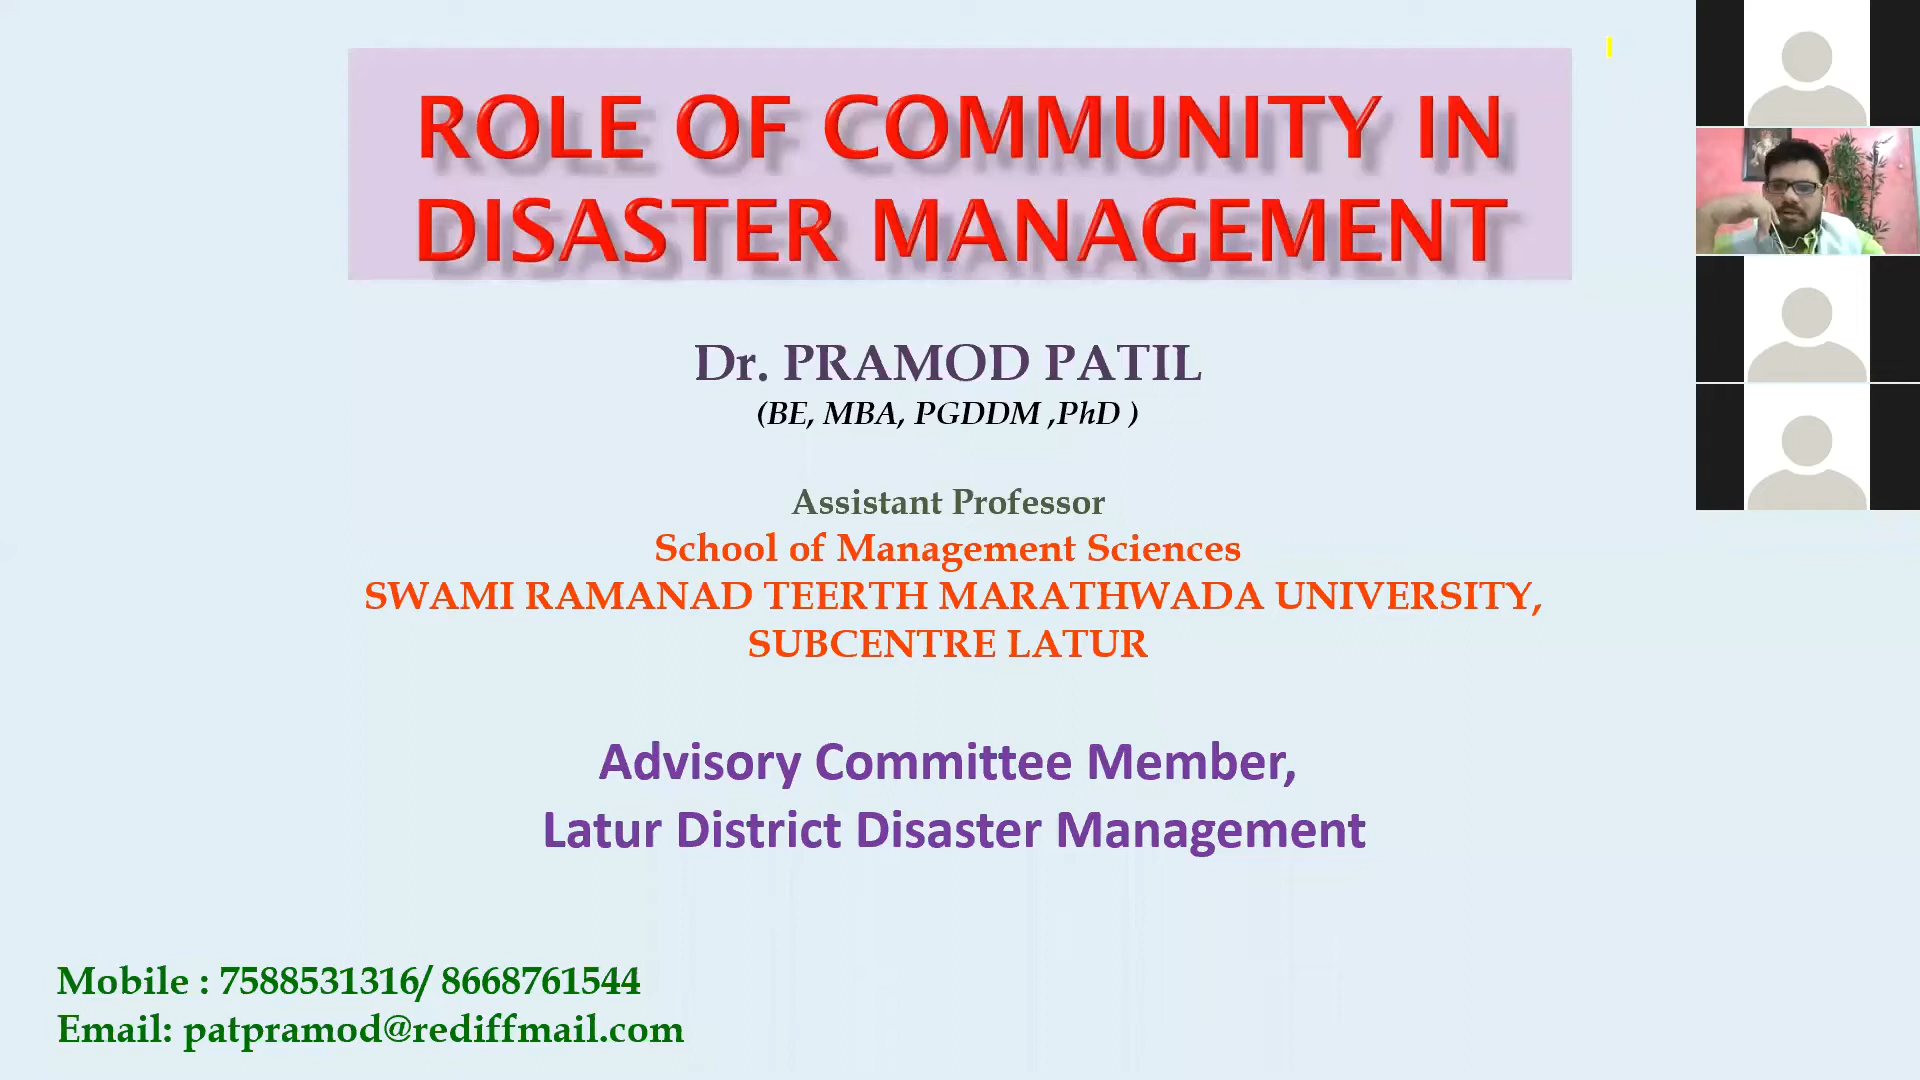 ROLE OF COMMUNITY IN
DISASTER MANAGEMENT
Dr. PRAMOD PATIL
(BE, MBA, PGDDM ,PhD )
Assistant Professor
School of Management Sciences
SWAMI RAMANAD TEERTH MARATHWADA UNIVERSITY,
SUBCENTRE LATUR
Advisory Committee Member,
Latur District Disaster Management
Mobile : 7588531316/ 8668761544
Email: patpramod@rediffmail.com